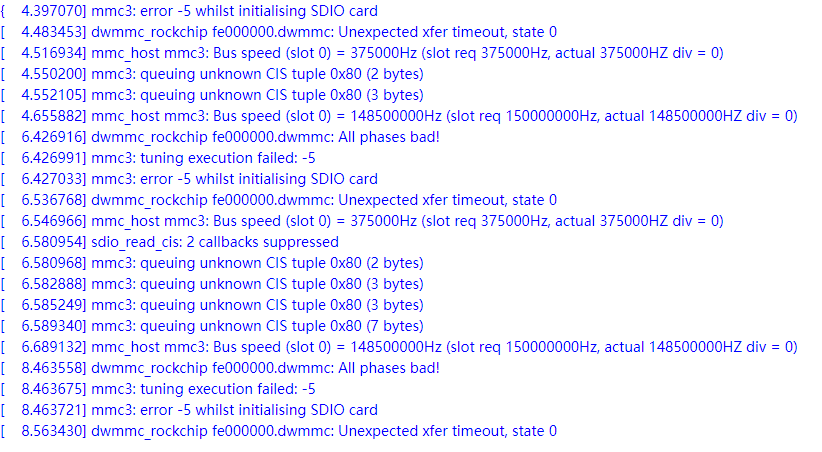 {    4.397070] mmc3: error -5 whilst initialising SDIO card
[    4.483453] dwmmc_rockchip fe000000.dwmmc: Unexpected xfer timeout, state 0
[    4.516934] mmc_host mmc3: Bus speed (slot 0) = 375000Hz (slot req 375000Hz, actual 375000HZ div = 0)
[    4.550200] mmc3: queuing unknown CIS tuple 0x80 (2 bytes)
[    4.552105] mmc3: queuing unknown CIS tuple 0x80 (3 bytes)
[    4.655882] mmc_host mmc3: Bus speed (slot 0) = 148500000Hz (slot req 150000000Hz, actual 148500000HZ div = 0)
[    6.426916] dwmmc_rockchip fe000000.dwmmc: All phases bad!
[    6.426991] mmc3: tuning execution failed: -5
[    6.427033] mmc3: error -5 whilst initialising SDIO card
[    6.536768] dwmmc_rockchip fe000000.dwmmc: Unexpected xfer timeout, state 0
[    6.546966] mmc_host mmc3: Bus speed (slot 0) = 375000Hz (slot req 375000Hz, actual 375000HZ div = 0)
[    6.580954] sdio_read_cis: 2 callbacks suppressed
[    6.580968] mmc3: queuing unknown CIS tuple 0x80 (2 bytes)
[    6.582888] mmc3: queuing unknown CIS tuple 0x80 (3 bytes)
[    6.585249] mmc3: queuing unknown CIS tuple 0x80 (3 bytes)
[    6.589340] mmc3: queuing unknown CIS tuple 0x80 (7 bytes)
[    6.689132] mmc_host mmc3: Bus speed (slot 0) = 148500000Hz (slot req 150000000Hz, actual 148500000HZ div = 0)
[    8.463558] dwmmc_rockchip fe000000.dwmmc: All phases bad!
[    8.463675] mmc3: tuning execution failed: -5
[    8.463721] mmc3: error -5 whilst initialising SDIO card
[    8.563430] dwmmc_rockchip fe000000.dwmmc: Unexpected xfer timeout, state 0